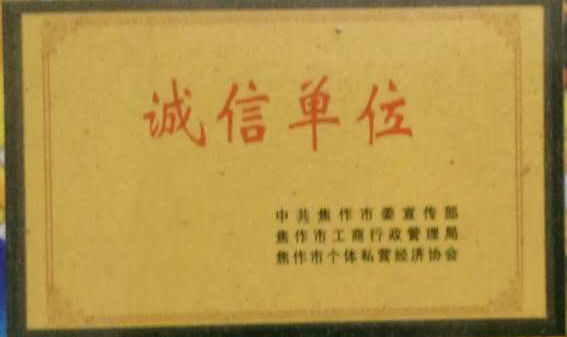 诚信单位
中共焦作市委宣传部
焦作市工商行政管理局
焦作市个体私营经济协会